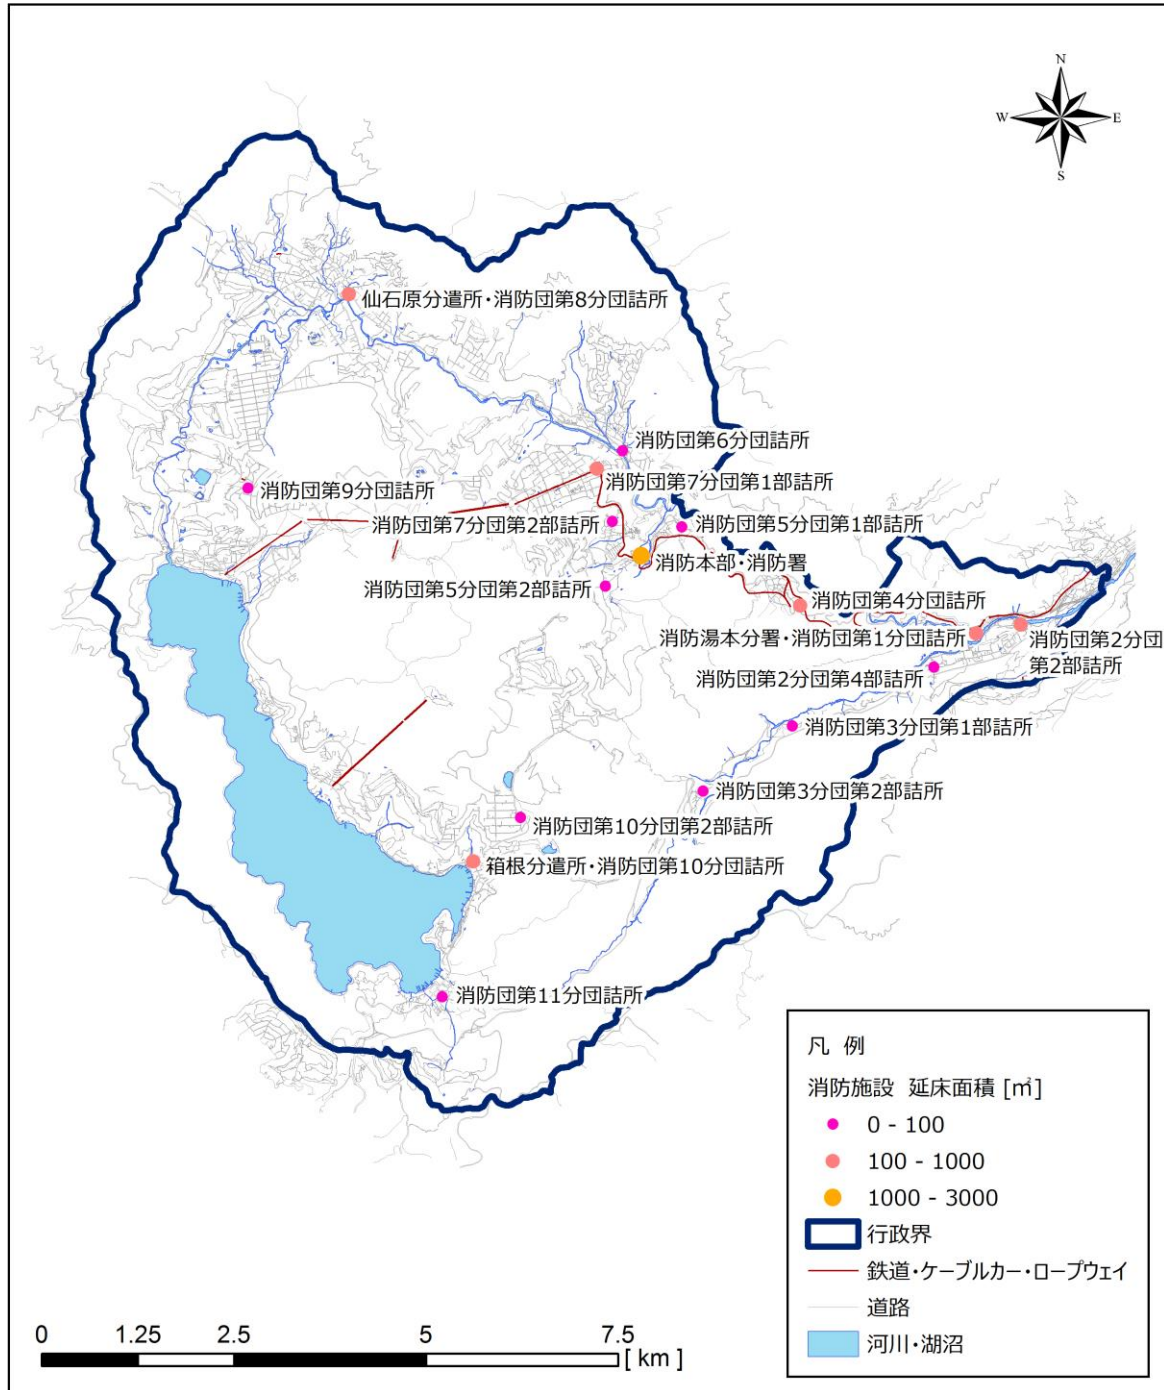 N
W
E
S
仙石原分遣所・消防団第8分団詰所
消防団第6分団詰所
消防団第7分団第1部詰所
消防団第9分団詰所
消防団第7分団第2部詰所
消防団第5分団第1部詰所
消防本部・消防署
消防団第5分団第2部詰所
消防団第4分団詰所
消防湯本分署・消防団第1分団詰所
消防団第2分団
第2部詰所
消防団第2分団第4部詰所
消防団第3分団第1部詰所
消防団第3分団第2部詰所
消防団第10分団第2部詰所
箱根分遣所・消防団第10分団詰所
消防団第11分団詰所
凡 例
消防施設 延床面積 [㎡]
0 - 100
100 - 1000
1000 - 3000
行政界
鉄道・ケーブルカー・ロープウェイ
道路
河川・湖沼
0 1.25 2.5 5 7.5
[ km ]